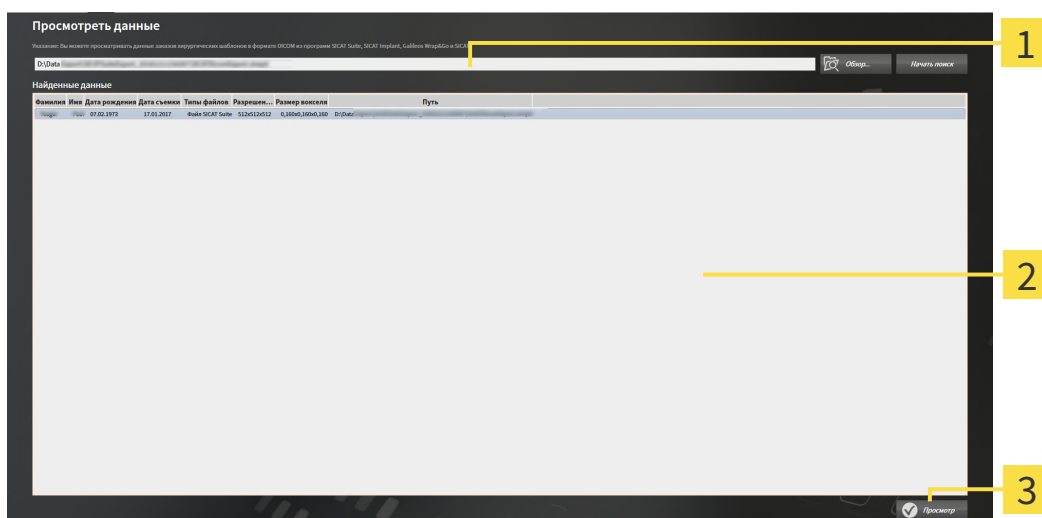 Просмотреть данные
Указание: Вы можете просматривать данные заказов хирургических шаблонов в формате DICOM из программ SICAT Suite, SICAT Implant, Galileos Wrap&Go и SICAT
1
D:\Data
Обзор...
Начать поиск
Найденные данные
Фамилия Имя Дата рождения Дата съемки Типы файлов Разрешен... Размер вокселя Путь
07.02.1973 17.01.2017 Файл SICAT Suite 512x512x512 0,160x0,160x0,160 D:\Data
2
3
Просмотр